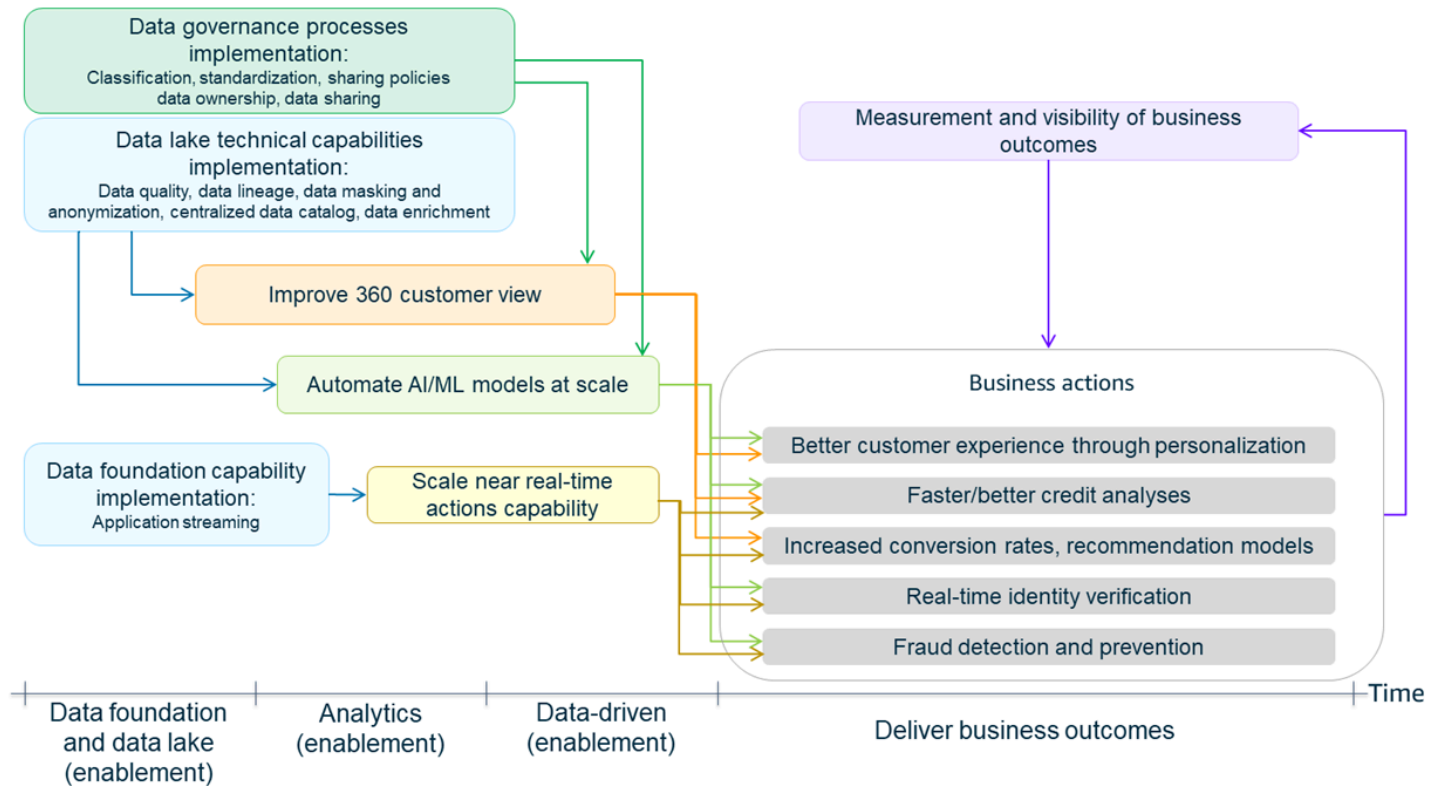 Data governance processes
implementation:
Classification, standardization, sharing policies
data ownership, data sharing
Data lake technical capabilities
implementation:
Data quality, data lineage, data masking and
anonymization, centralized data catalog, data enrichment
Measurement and visibility of business
outcomes
Improve 360 customer view
Automate AI/ML models at scale
Data foundation capability
implementation:
Application streaming
Scale near real-time
actions capability
Business actions
Better customer experience through personalization
Faster/better credit analyses
Increased conversion rates, recommendation models
Real-time identity verification
Fraud detection and prevention
Time
Data foundation
and data lake
(enablement)
Analytics
(enablement)
Data-driven
(enablement)
Deliver business outcomes